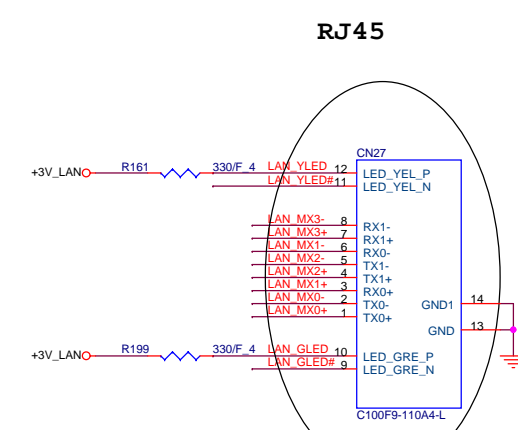 RJ45
CN27
+3V_LAN R161 330/F_4 LAN_YLED 12 LED_YEL_P
LAN_YLED# 11 LED_YEL_N
LAN_MX3- 8 RX1-
LAN_MX3+ 7 RX1+
LAN_MX1- 6 RX0-
LAN_MX2- 5 TX1-
LAN_MX2+ 4 TX1+
LAN_MX1+ 3 RX0+
LAN_MX0- 2 TX0- GND1 14
LAN_MX0+ 1 TX0+
GND 13
+3V_LAN R199 330/F_4 LAN_GLED 10 LED_GRE_P
LAN_GLED# 9 LED_GRE_N
C100F9-110A4-L